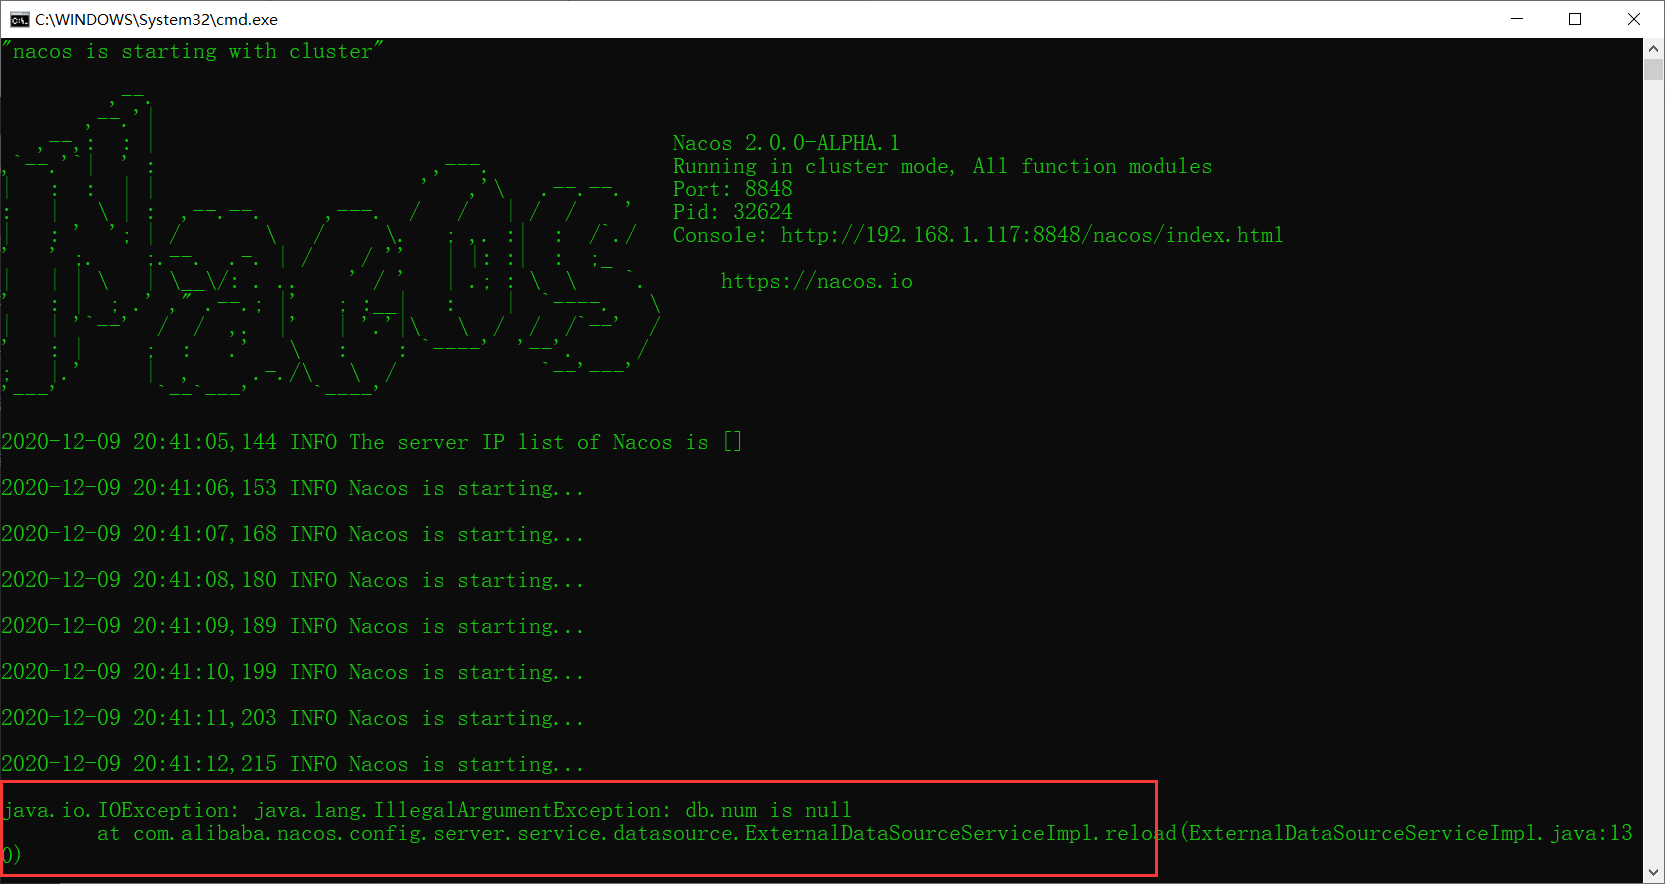 C:\WINDOWS\System32\cmd.exe
"nacos is starting with cluster"
Nacos 2.0.0-ALPHA.1
Running in cluster mode, All function modules
Port: 8848
Pid: 32624
Console: http://192.168.1.117:8848/nacos/index.html
https://nacos.io
2020-12-09 20:41:05,144 INFO The server IP list of Nacos is []
2020-12-09 20:41:06,153 INFO Nacos is starting...
2020-12-09 20:41:07,168 INFO Nacos is starting...
2020-12-09 20:41:08,180 INFO Nacos is starting...
2020-12-09 20:41:09,189 INFO Nacos is starting...
2020-12-09 20:41:10,199 INFO Nacos is starting...
2020-12-09 20:41:11,203 INFO Nacos is starting...
2020-12-09 20:41:12,215 INFO Nacos is starting...
java.io.IOException: java.lang.IllegalArgumentException: db.num is null
at com.alibaba.nacos.config.server.service.datasource.ExternalDataSourceServiceImpl.reload(ExternalDataSourceServiceImpl.java:13
0)